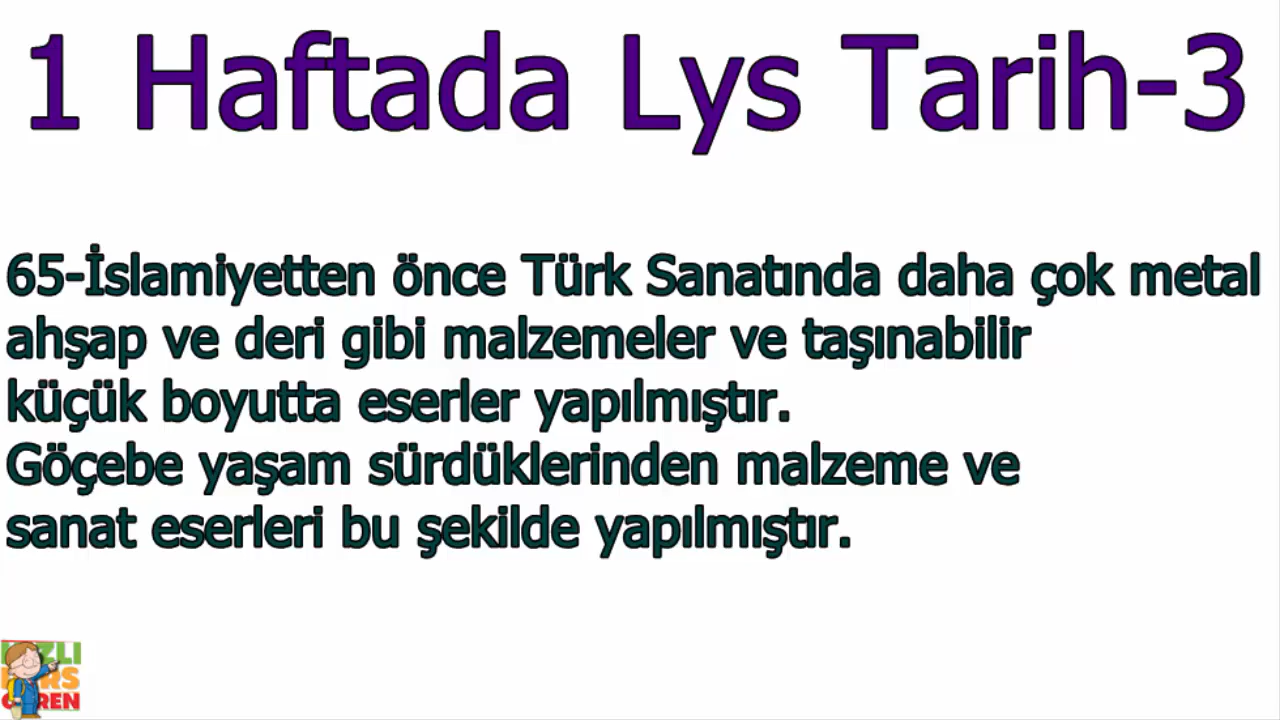 1 Haftada Lys Tarih-3
65-İslamiyetten önce Türk Sanatında daha çok metal
ahşap ve deri gibi malzemeler ve taşınabilir
küçük boyutta eserler yapılmıştır.
Göçebe yaşam sürdüklerinden malzeme ve
sanat eserleri bu şekilde yapılmıştır.